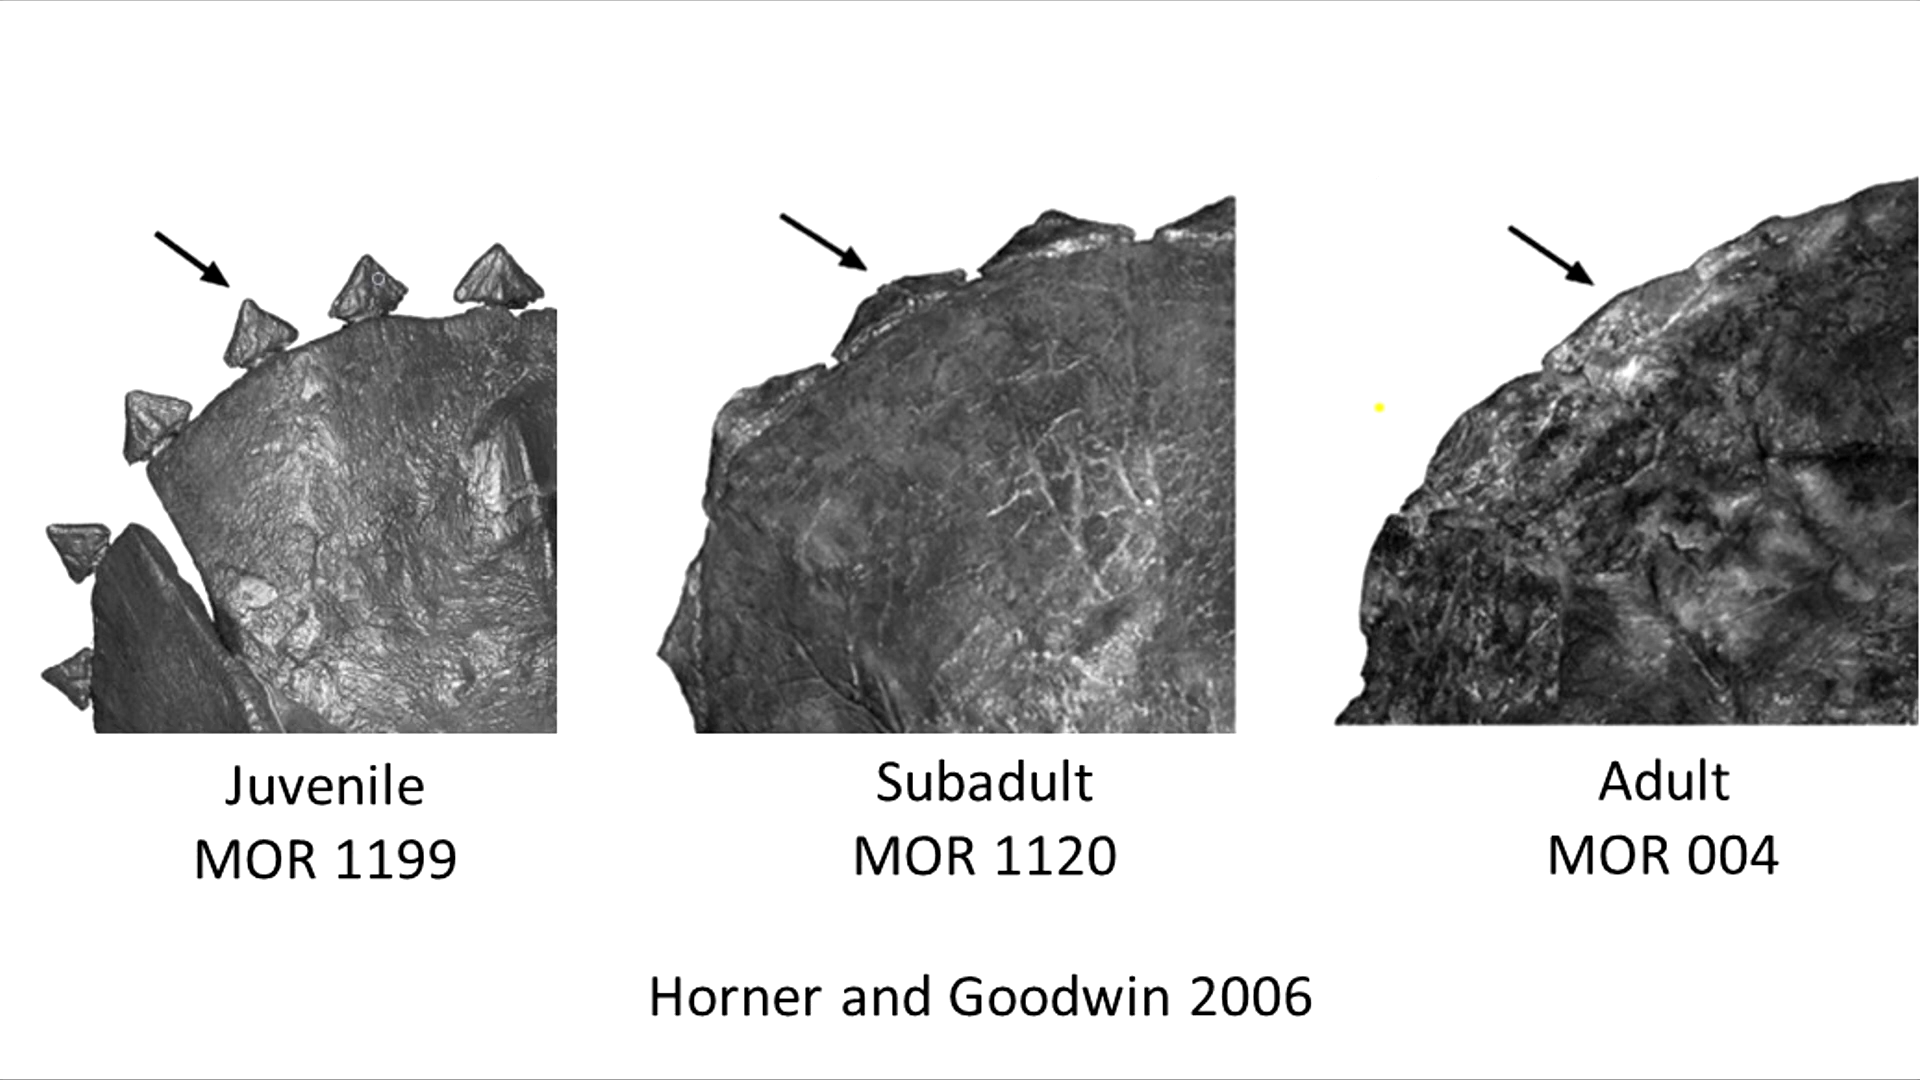 Juvenile
MOR 1199
Subadult
MOR 1120
Adult
MOR 004
Horner and Goodwin 2006